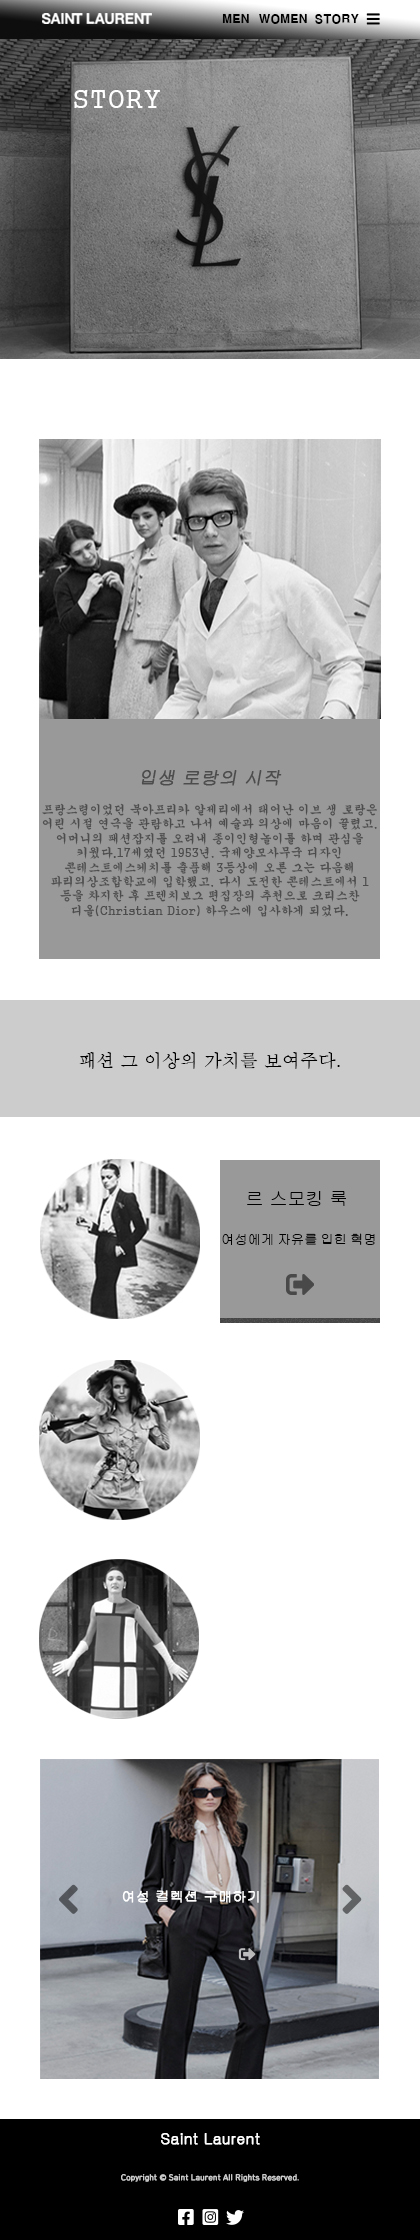 SAINT LAURENT
MEN WOMEN STORY
STORY
YSL
입생 로랑의 시작
프랑스령이었던 북아프리카 알제리에서 태어난 이브 생 로랑은
어린 시절 연극을 관람하고 나서 예술과 의상에 마음이 끌렸고,
어머니의 패션잡지를 오려내 종이인형놀이를 하며 관심을
키웠다.17세였던 1953년, 국제양모사무국 디자인
콘테스트에스케치를 출품해 3등상에 오른 그는 다음해
파리의상조합학교에 입학했고, 다시 도전한 콘테스트에서 1
등을 차지한 후 프렌치보그 편집장의 추천으로 크리스찬
디올(Christian Dior) 하우스에 입사하게 되었다.
패션 그 이상의 가치를 보여주다.
르 스모킹 룩
여성에게 자유를 입힌 혁명
여성 컬렉션 구매하기
Saint Laurent
Copyright © Saint Laurent All Rights Reserved.